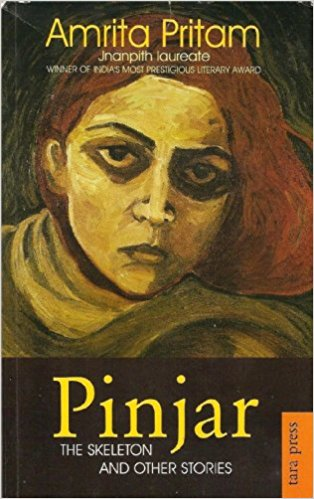 Amrita Pritam
Jnanpith laureate
WINNER OF INDIA'S MOST PRESTIGIOUS LITERARY AWARD
Pinjar
THE SKELETON
AND OTHER STORIES
tara press